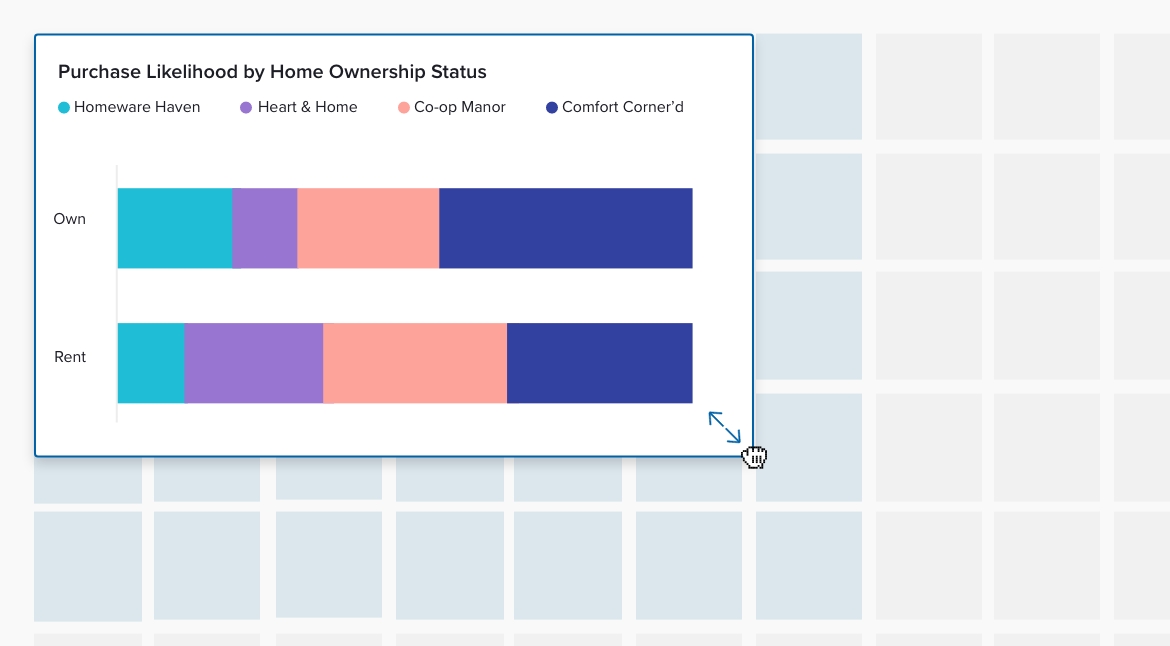 Purchase Likelihood by Home Ownership Status
Homeware Haven Heart & Home Co-op Manor Comfort Corner’d
Own
Rent